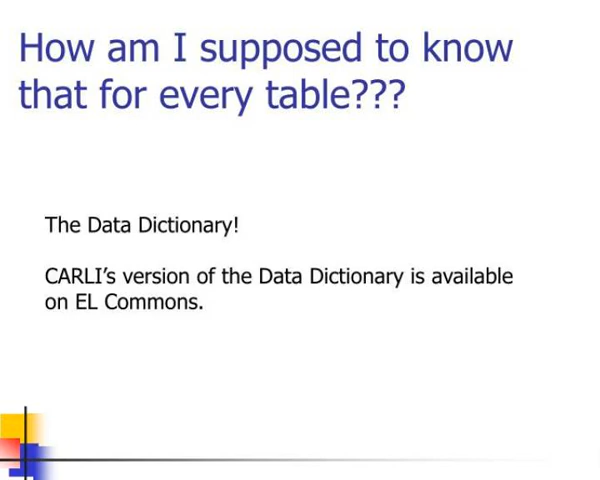 How am I supposed to know
that for every table???
The Data Dictionary!
CARLI’s version of the Data Dictionary is available
on EL Commons.